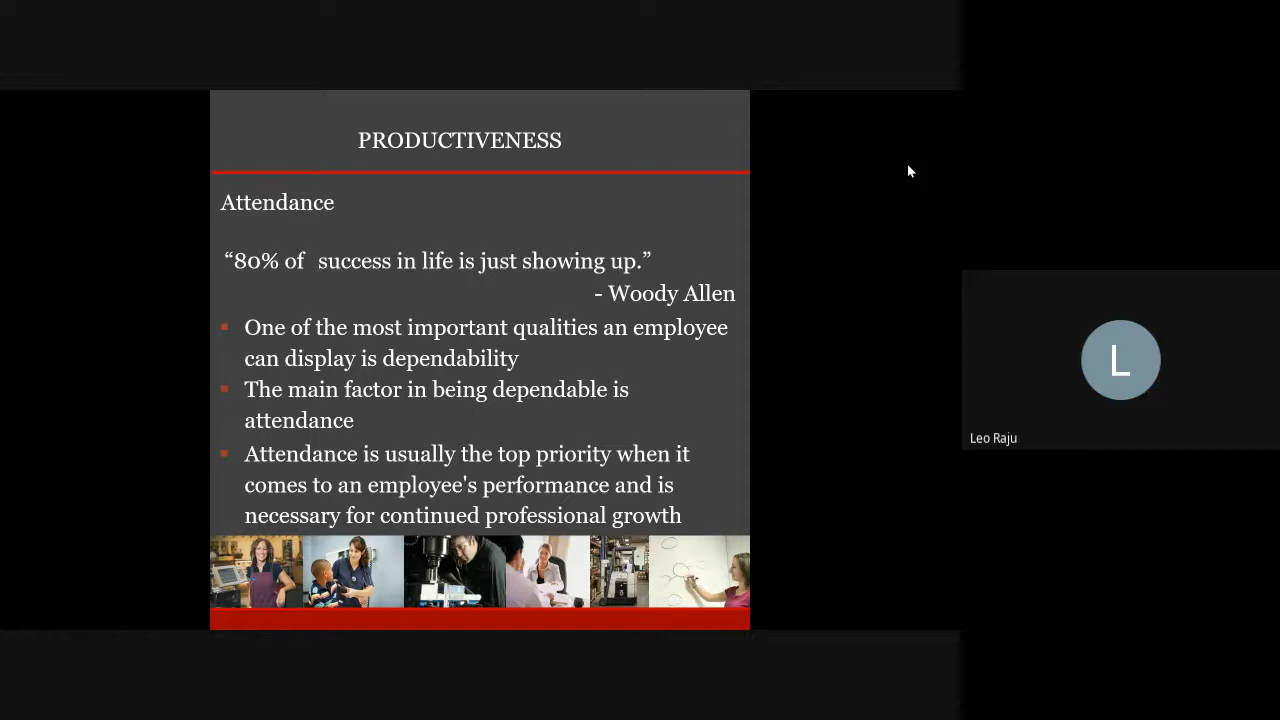 PRODUCTIVENESS
Attendance
“80% of success in life is just showing up.”
- Woody Allen
▪ One of the most important qualities an employee
can display is dependability
▪ The main factor in being dependable is
attendance
▪ Attendance is usually the top priority when it
comes to an employee's performance and is
necessary for continued professional growth
L
Leo Raju